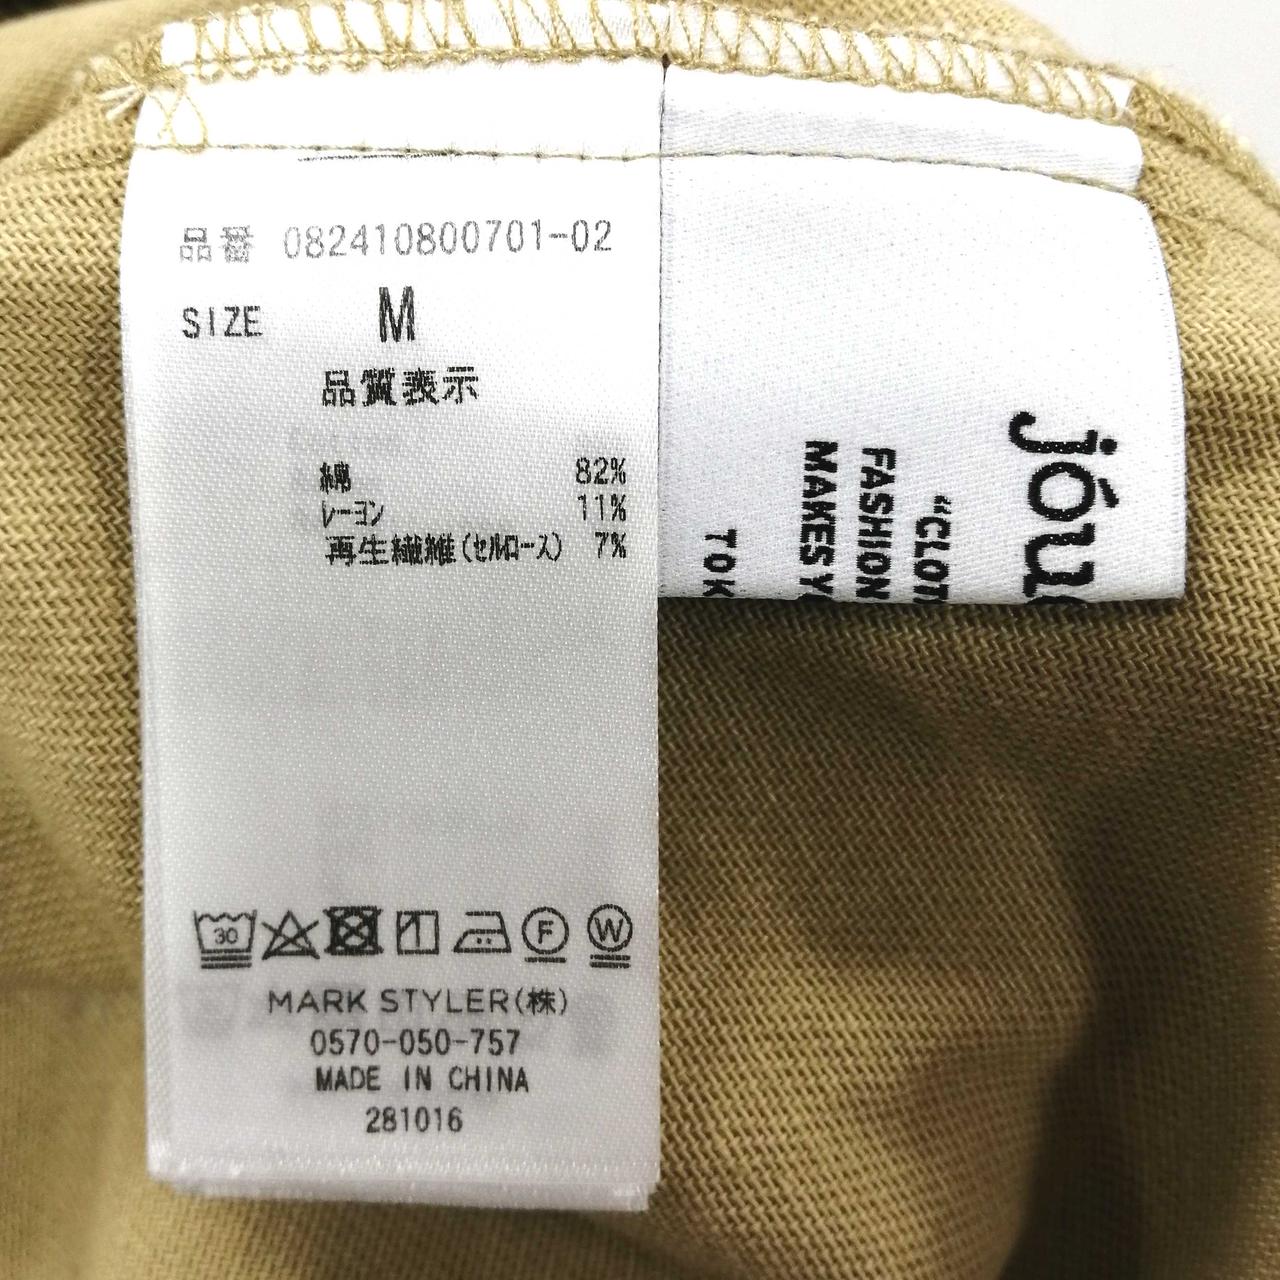 品番 082410800701-02
SIZE M
品質表示
綿 82%
レーヨン 11%
再生繊維(セルロース) 7%
30
F
W
MARK STYLER(株)
0570-050-757
MADE IN CHINA
281016
jóu
"CLOT
FASHION
MAKES Y
TOK